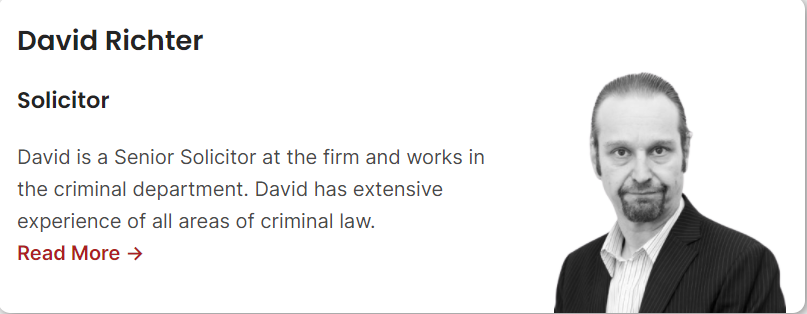 David Richter
Solicitor
David is a Senior Solicitor at the firm and works in
the criminal department. David has extensive
experience of all areas of criminal law.
Read More →